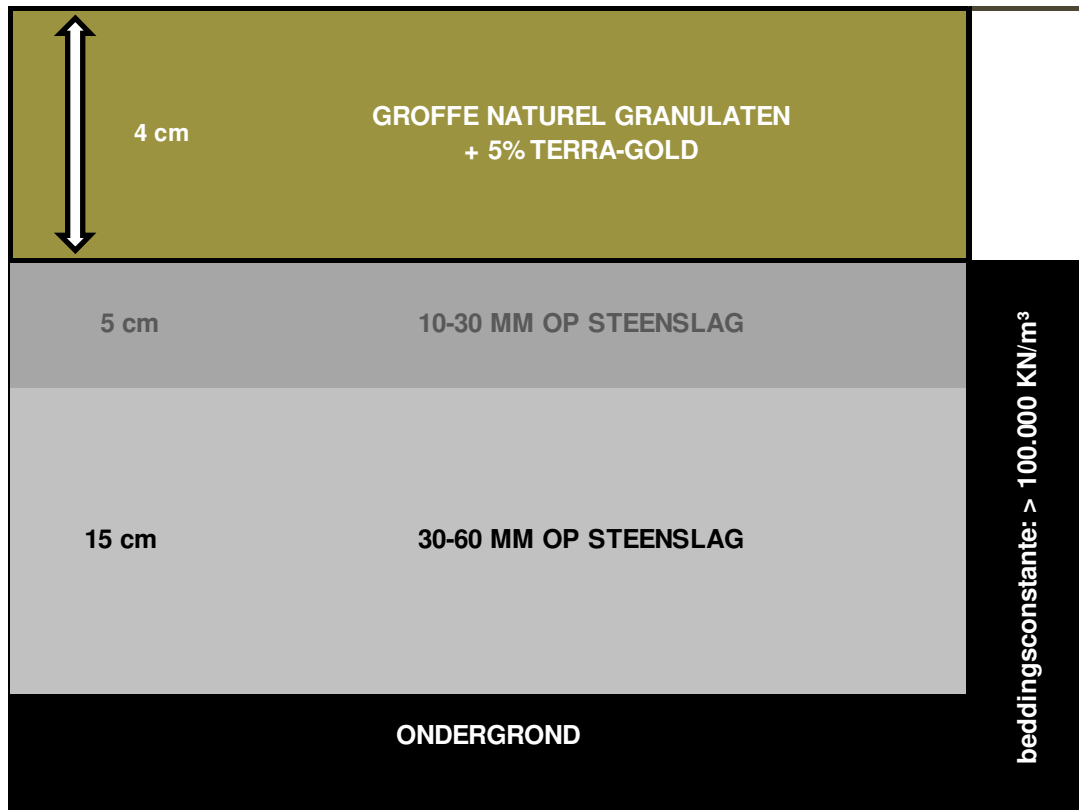 4 cm
GROFFE NATUREL GRANULATEN
+ 5% TERRA-GOLD
5 cm
10-30 MM OP STEENSLAG
15 cm
30-60 MM OP STEENSLAG
ONDERGROND
beddingsconstante: > 100.000 KN/m³